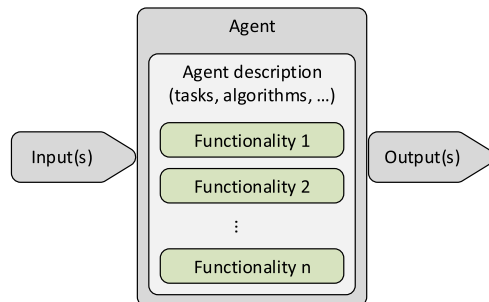 Agent
Agent description
(tasks, algorithms, ...)
Input(s)
Functionality 1
Output(s)
Functionality 2
⋮
Functionality n